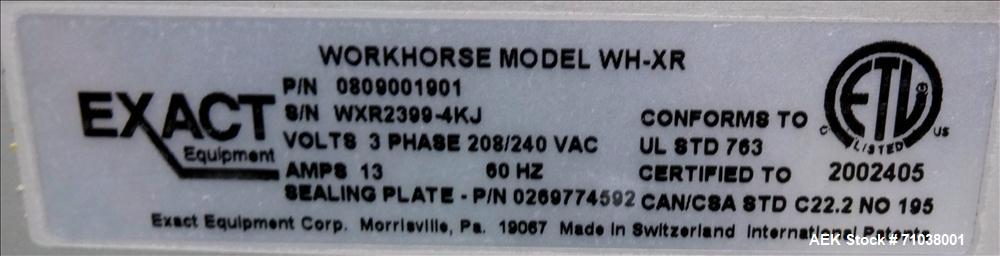 WORKHORSE MODEL WH-XR
P/N 0809001901
S/N WXR2399-4KJ
EXACT
Equipment
VOLTS 3 PHASE 208/240 VAC
AMPS 13 60 HZ
SEALING PLATE - P/N 0269774592
ETL
C US
LISTED
CONFORMS TO
UL STD 763
CERTIFIED TO 2002405
CAN/CSA STD C22.2 NO 195
Exact Equipment Corp. Morrisville, Pa. 19067 Made in Switzerland International Patents
AEK Stock # 71038001